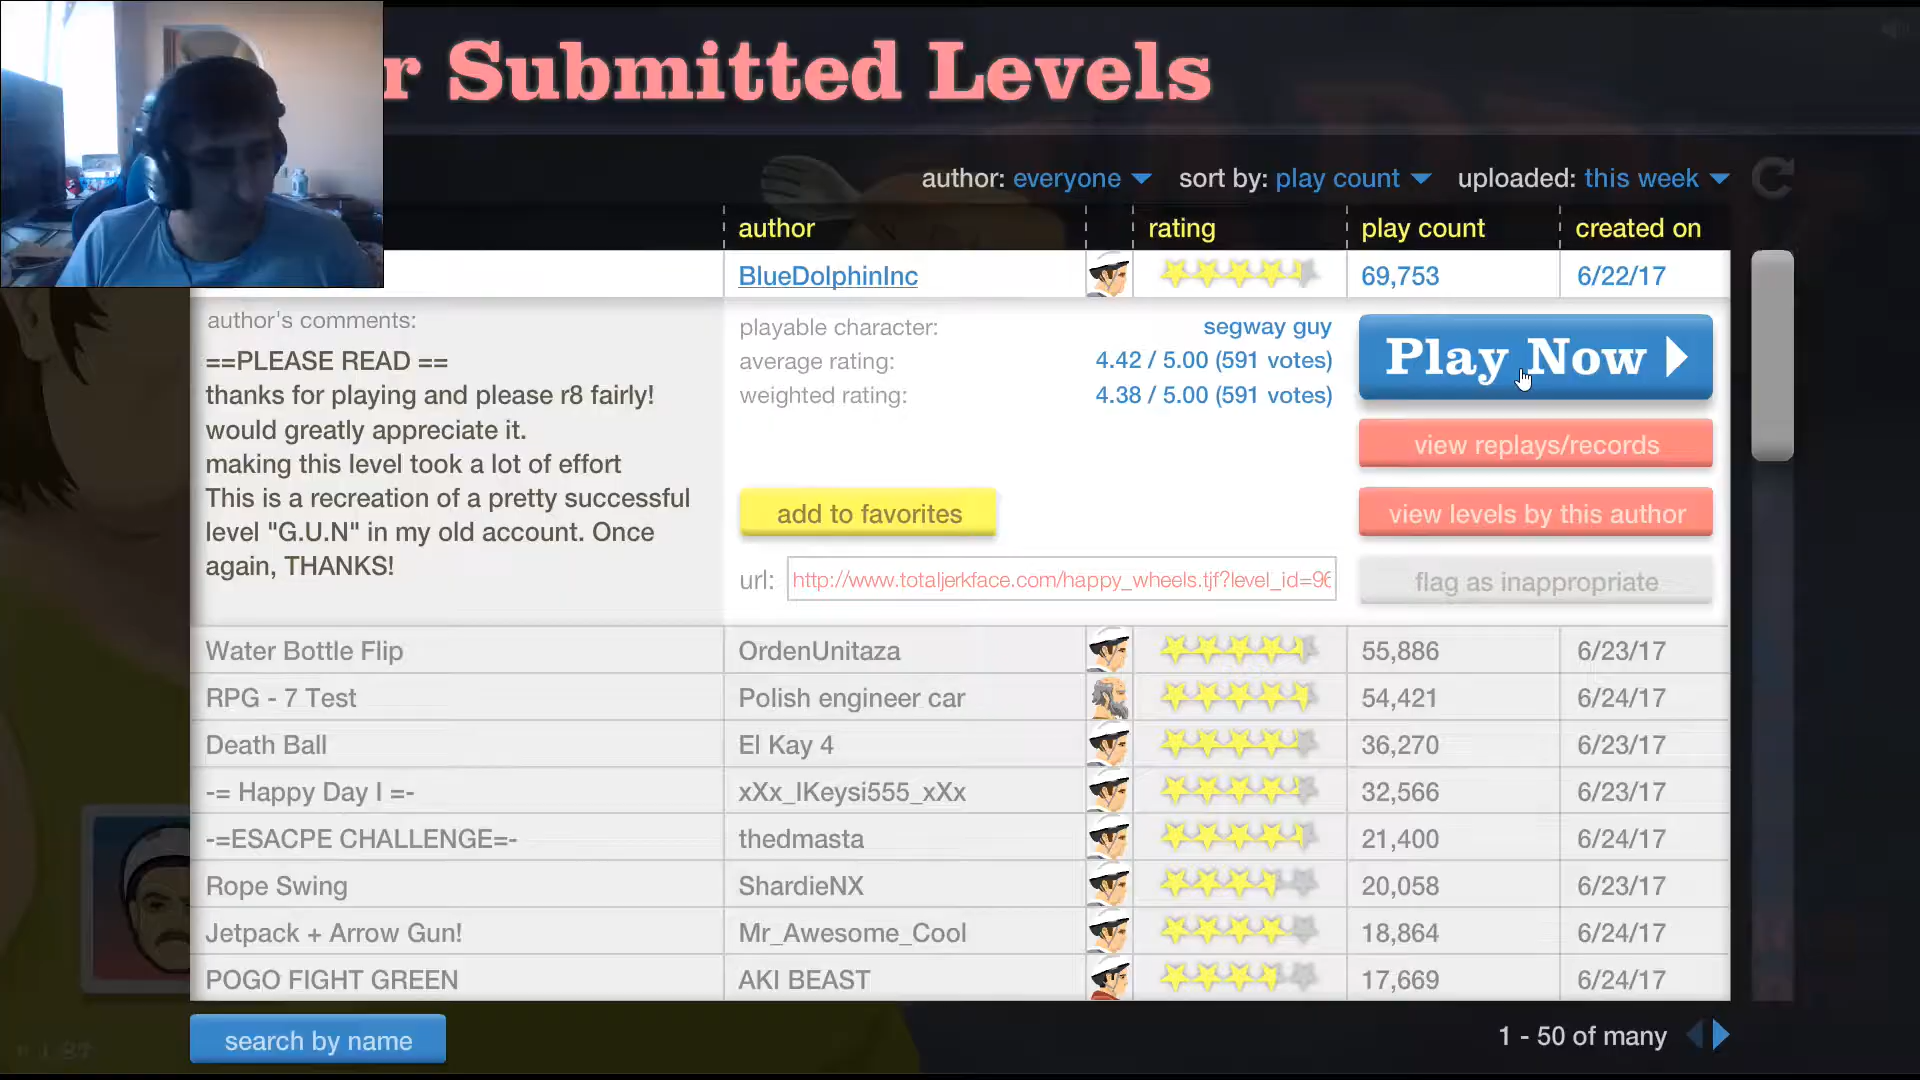 r Submitted Levels
author: everyone sort by: play count uploaded: this week
author rating play count created on
BlueDolphinInc 69,753 6/22/17
author's comments:
==PLEASE READ ==
thanks for playing and please r8 fairly!
would greatly appreciate it.
making this level took a lot of effort
This is a recreation of a pretty successful
level "G.U.N" in my old account. Once
again, THANKS!
playable character: segway guy
average rating: 4.42 / 5.00 (591 votes)
weighted rating: 4.38 / 5.00 (591 votes)
add to favorites
url: http://www.totaljerkface.com/happy_wheels.tjf?level_id=96
Play Now
view replays/records
view levels by this author
flag as inappropriate
Water Bottle Flip OrdenUnitaza 55,886 6/23/17
RPG - 7 Test Polish engineer car 54,421 6/24/17
Death Ball El Kay 4 36,270 6/23/17
-= Happy Day I =- xXx_IKeysi555_xXx 32,566 6/23/17
-=ESACPE CHALLENGE=- thedmasta 21,400 6/24/17
Rope Swing ShardieNX 20,058 6/23/17
Jetpack + Arrow Gun! Mr_Awesome_Cool 18,864 6/24/17
POGO FIGHT GREEN AKI BEAST 17,669 6/24/17
search by name
1 - 50 of many